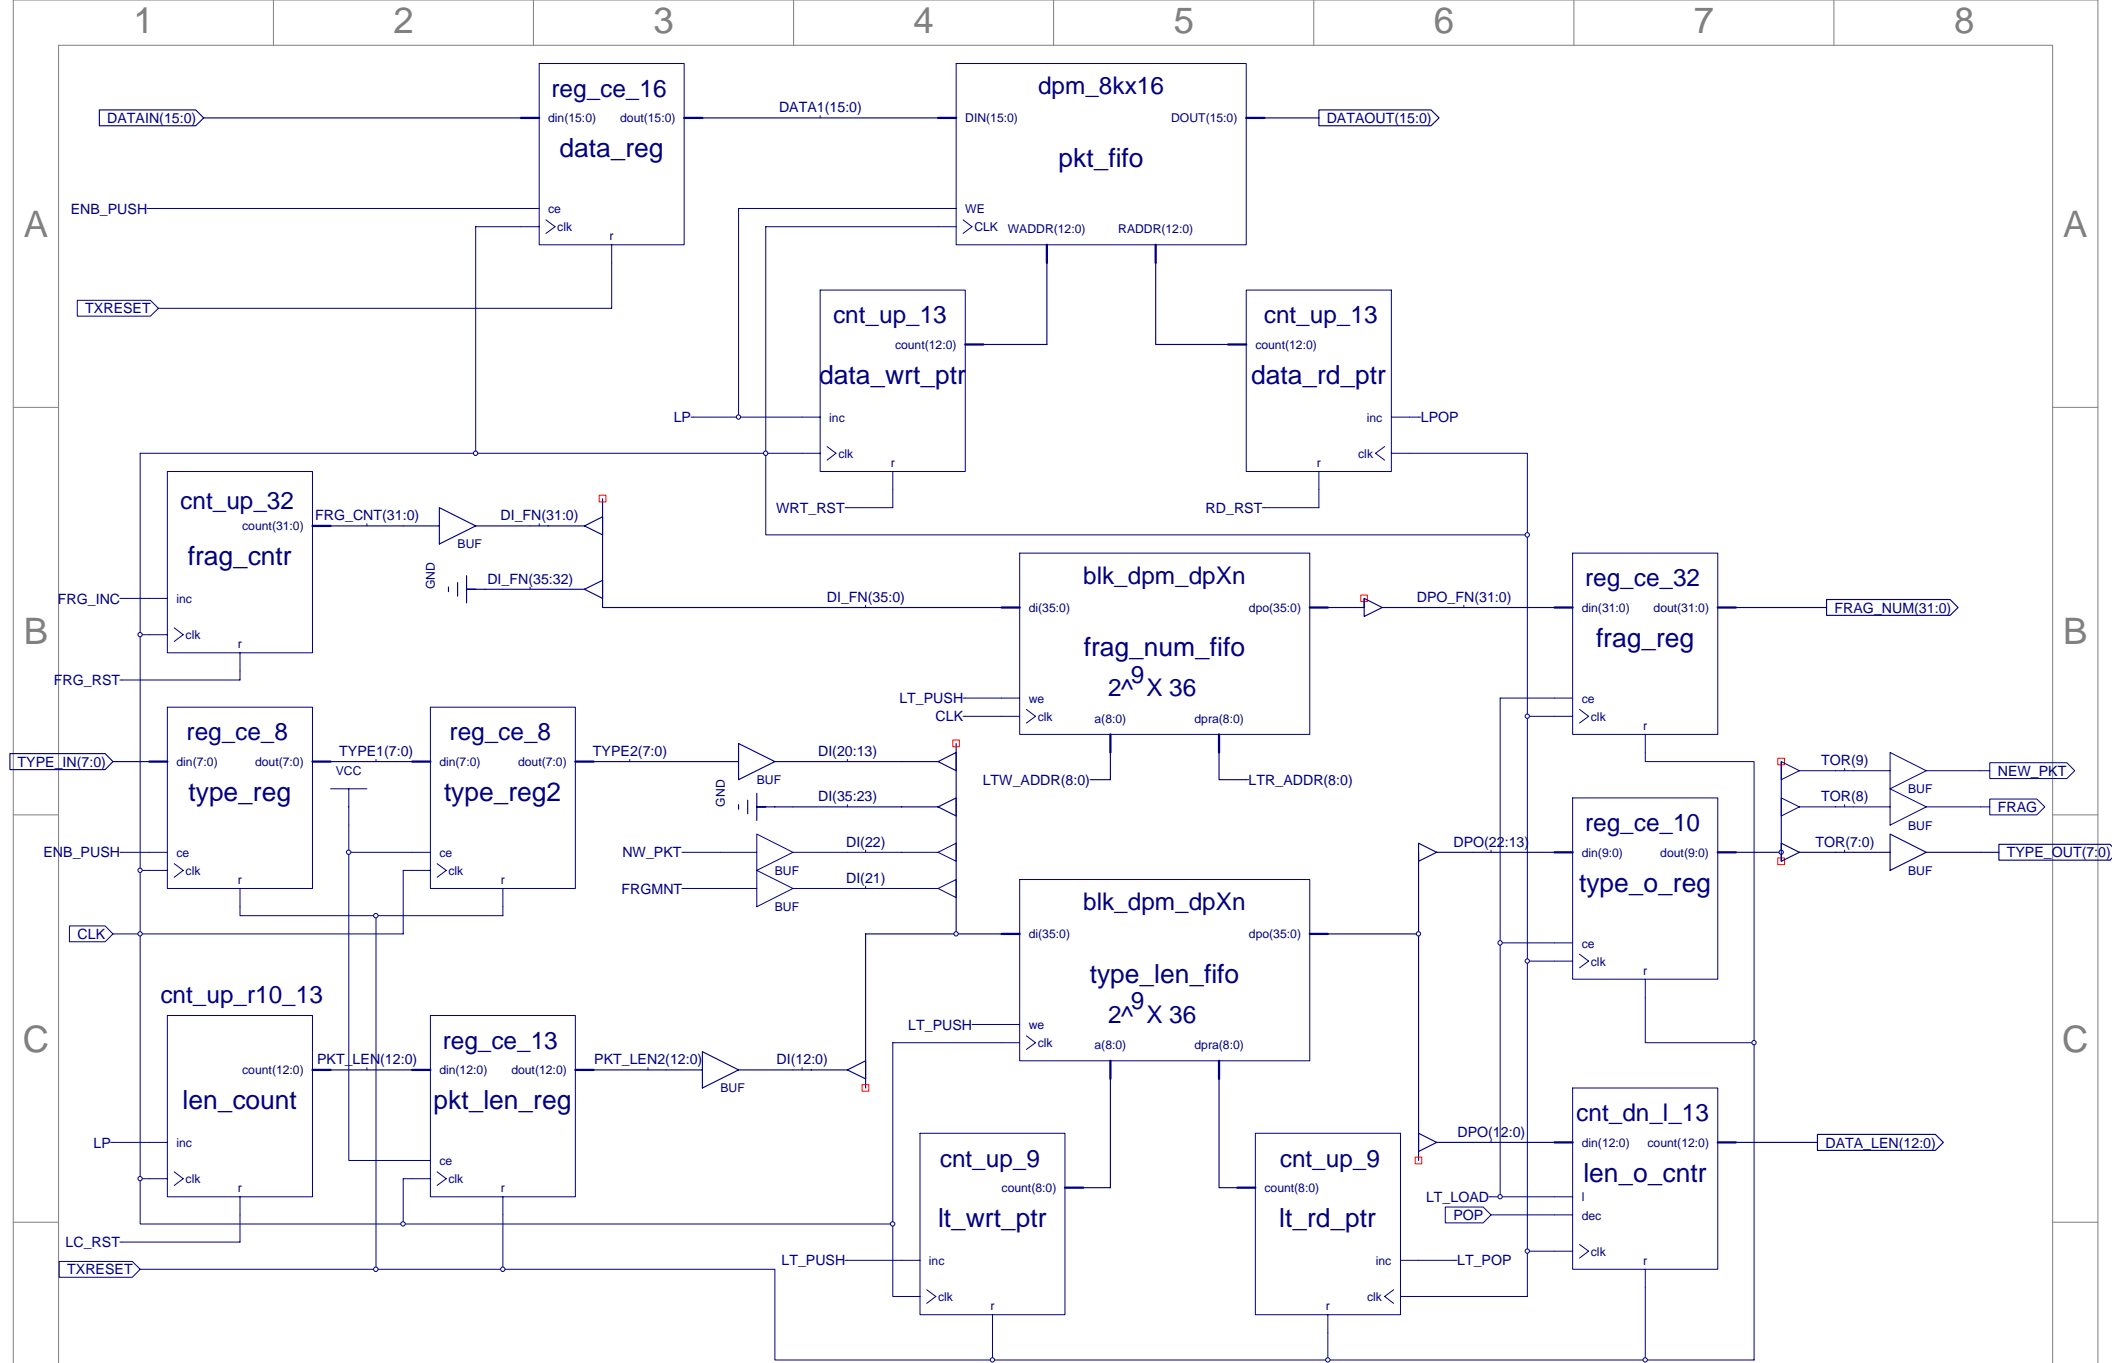 1 2 3 4 5 6 7 8
A A
B B
C C
reg_ce_16
din(15:0) dout(15:0)
data_reg
ce
clk
r
DATAIN(15:0)
ENB_PUSH
TXRESET
DATA1(15:0)
dpm_8kx16
DIN(15:0) DOUT(15:0)
pkt_fifo
WE
CLK WADDR(12:0) RADDR(12:0)
DATAOUT(15:0)
cnt_up_13
count(12:0)
data_wrt_ptr
inc
clk
r
LP
WRT_RST
cnt_up_13
count(12:0)
data_rd_ptr
inc
clk
r
LPOP
RD_RST
cnt_up_32
count(31:0)
frag_cntr
inc
clk
r
FRG_INC
FRG_RST
FRG_CNT(31:0)
BUF
DI_FN(31:0)
GND
DI_FN(35:32)
DI_FN(35:0)
blk_dpm_dpXn
di(35:0) dpo(35:0)
frag_num_fifo
2^9 X 36
we
clk
a(8:0) dpra(8:0)
LT_PUSH
CLK
LTW_ADDR(8:0)
LTR_ADDR(8:0)
DPO_FN(31:0)
reg_ce_32
din(31:0) dout(31:0)
frag_reg
ce
clk
r
FRAG_NUM(31:0)
TYPE_IN(7:0)
reg_ce_8
din(7:0) dout(7:0)
type_reg
ce
clk
r
ENB_PUSH
CLK
TYPE1(7:0)
VCC
reg_ce_8
din(7:0) dout(7:0)
type_reg2
ce
clk
r
TYPE2(7:0)
BUF
DI(20:13)
GND
DI(35:23)
NW_PKT
BUF
DI(22)
FRGMNT
BUF
DI(21)
blk_dpm_dpXn
di(35:0) dpo(35:0)
type_len_fifo
2^9 X 36
we
clk
a(8:0) dpra(8:0)
LT_PUSH
DPO(22:13)
reg_ce_10
din(9:0) dout(9:0)
type_o_reg
ce
clk
r
TOR(9)
BUF
NEW_PKT
TOR(8)
BUF
FRAG
TOR(7:0)
BUF
TYPE_OUT(7:0)
cnt_up_r10_13
count(12:0)
len_count
inc
clk
r
LP
LC_RST
TXRESET
PKT_LEN(12:0)
reg_ce_13
din(12:0) dout(12:0)
pkt_len_reg
ce
clk
r
PKT_LEN2(12:0)
BUF
DI(12:0)
cnt_up_9
count(8:0)
lt_wrt_ptr
inc
clk
r
LT_PUSH
cnt_up_9
count(8:0)
lt_rd_ptr
inc
clk
r
LT_POP
DPO(12:0)
cnt_dn_l_13
din(12:0) count(12:0)
len_o_cntr
l
dec
clk
r
LT_LOAD
POP
DATA_LEN(12:0)